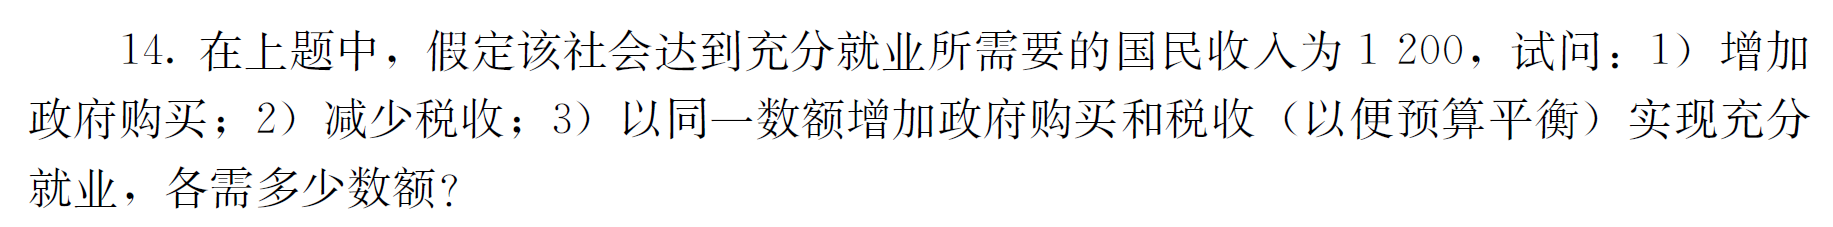 14. 在上题中，假定该社会达到充分就业所需要的国民收入为 1 200，试问：1）增加
政府购买；2）减少税收；3）以同一数额增加政府购买和税收（以便预算平衡）实现充分
就业，各需多少数额？